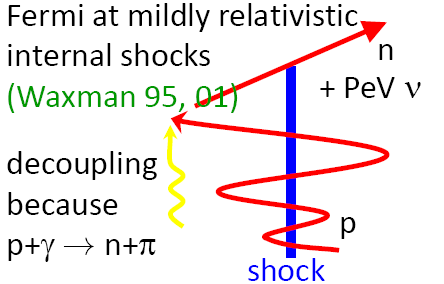 Fermi at mildly relativistic
internal shocks
(Waxman 95, 01)
n
+ PeV ν
decoupling
because
p+γ → n+π
p
shock